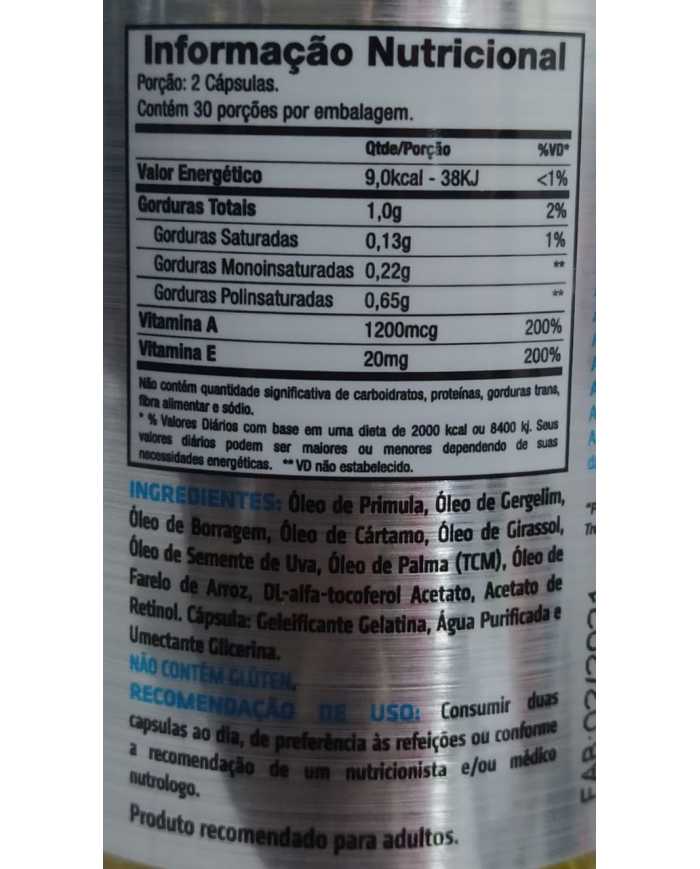 Informação Nutricional
Porção: 2 Cápsulas.
Contém 30 porções por embalagem.
Qtde/Porção %VD*
Valor Energético 9,0kcal - 38KJ <1%
Gorduras Totais 1,0g 2%
Gorduras Saturadas 0,13g 1%
Gorduras Monoinsaturadas 0,22g **
Gorduras Polinsaturadas 0,65g **
Vitamina A 1200mcg 200%
Vitamina E 20mg 200%
Não contém quantidade significativa de carboidratos, proteínas, gorduras trans,
fibra alimentar e sódio.
* % Valores Diários com base em uma dieta de 2000 kcal ou 8400 kj. Seus
valores diários podem ser maiores ou menores dependendo de suas
necessidades energéticas. **VD não estabelecido.
INGREDIENTES: Óleo de Primula, Óleo de Gergelim,
Óleo de Borragem, Óleo de Cártamo, Óleo de Girassol,
Óleo de Semente de Uva, Óleo de Palma (TCM), Óleo de
Farelo de Arroz, DL-alfa-tocoferol Acetato, Acetato de
Retinol. Cápsula: Geleificante Gelatina, Água Purificada e
Umectante Glicerina.
NÃO CONTÉM GLÚTEN.
RECOMENDAÇÃO DE USO: Consumir duas
capsulas ao dia, de preferência às refeições ou conforme
a recomendação de um nutricionista e/ou médico
nutrologo.
Produto recomendado para adultos.